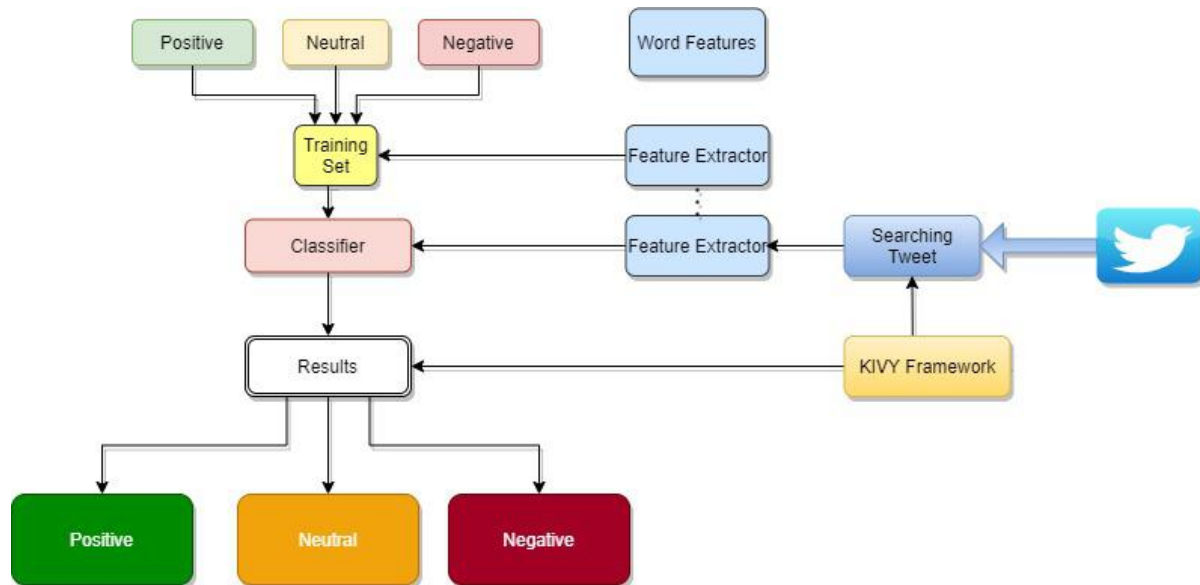 Positive
Neutral
Negative
Word Features
Training
Set
Feature Extractor
Classifier
Feature Extractor
Searching
Tweet
Results
KIVY Framework
Positive
Neutral
Negative